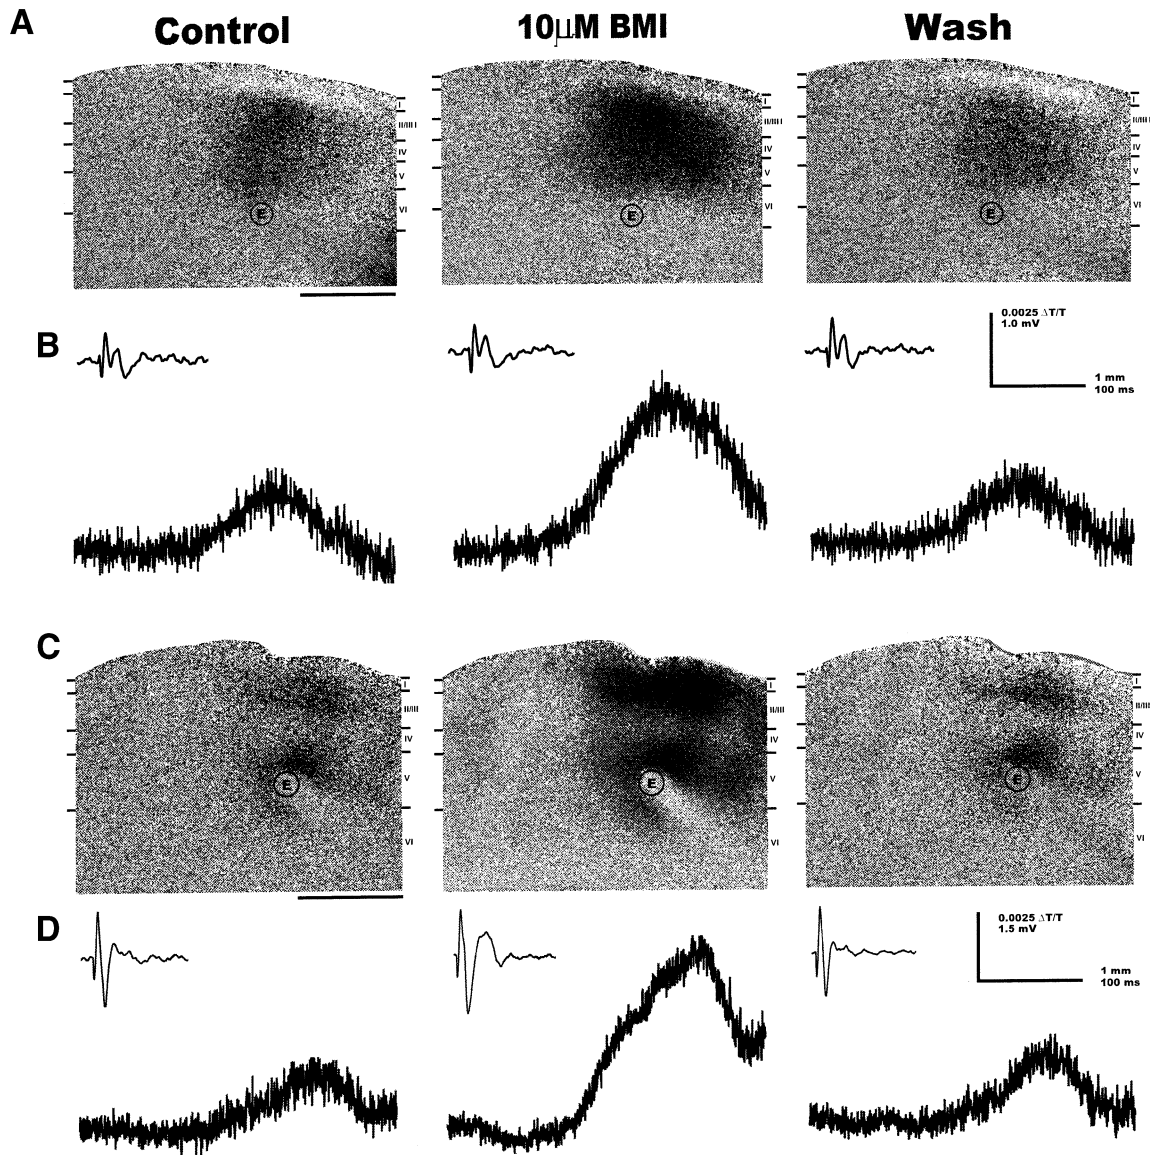 A
Control 10µM BMI Wash
I I I
II/III I II/III II/III I
IV IV IV
V V V
VI VI VI
E E E
B
0.0025 ΔT/T
1.0 mV
1 mm
100 ms
C
I I I
II/III II/III II/III
IV IV IV
V V V
E E E
VI VI VI
D
0.0025 ΔT/T
1.5 mV
1 mm
100 ms